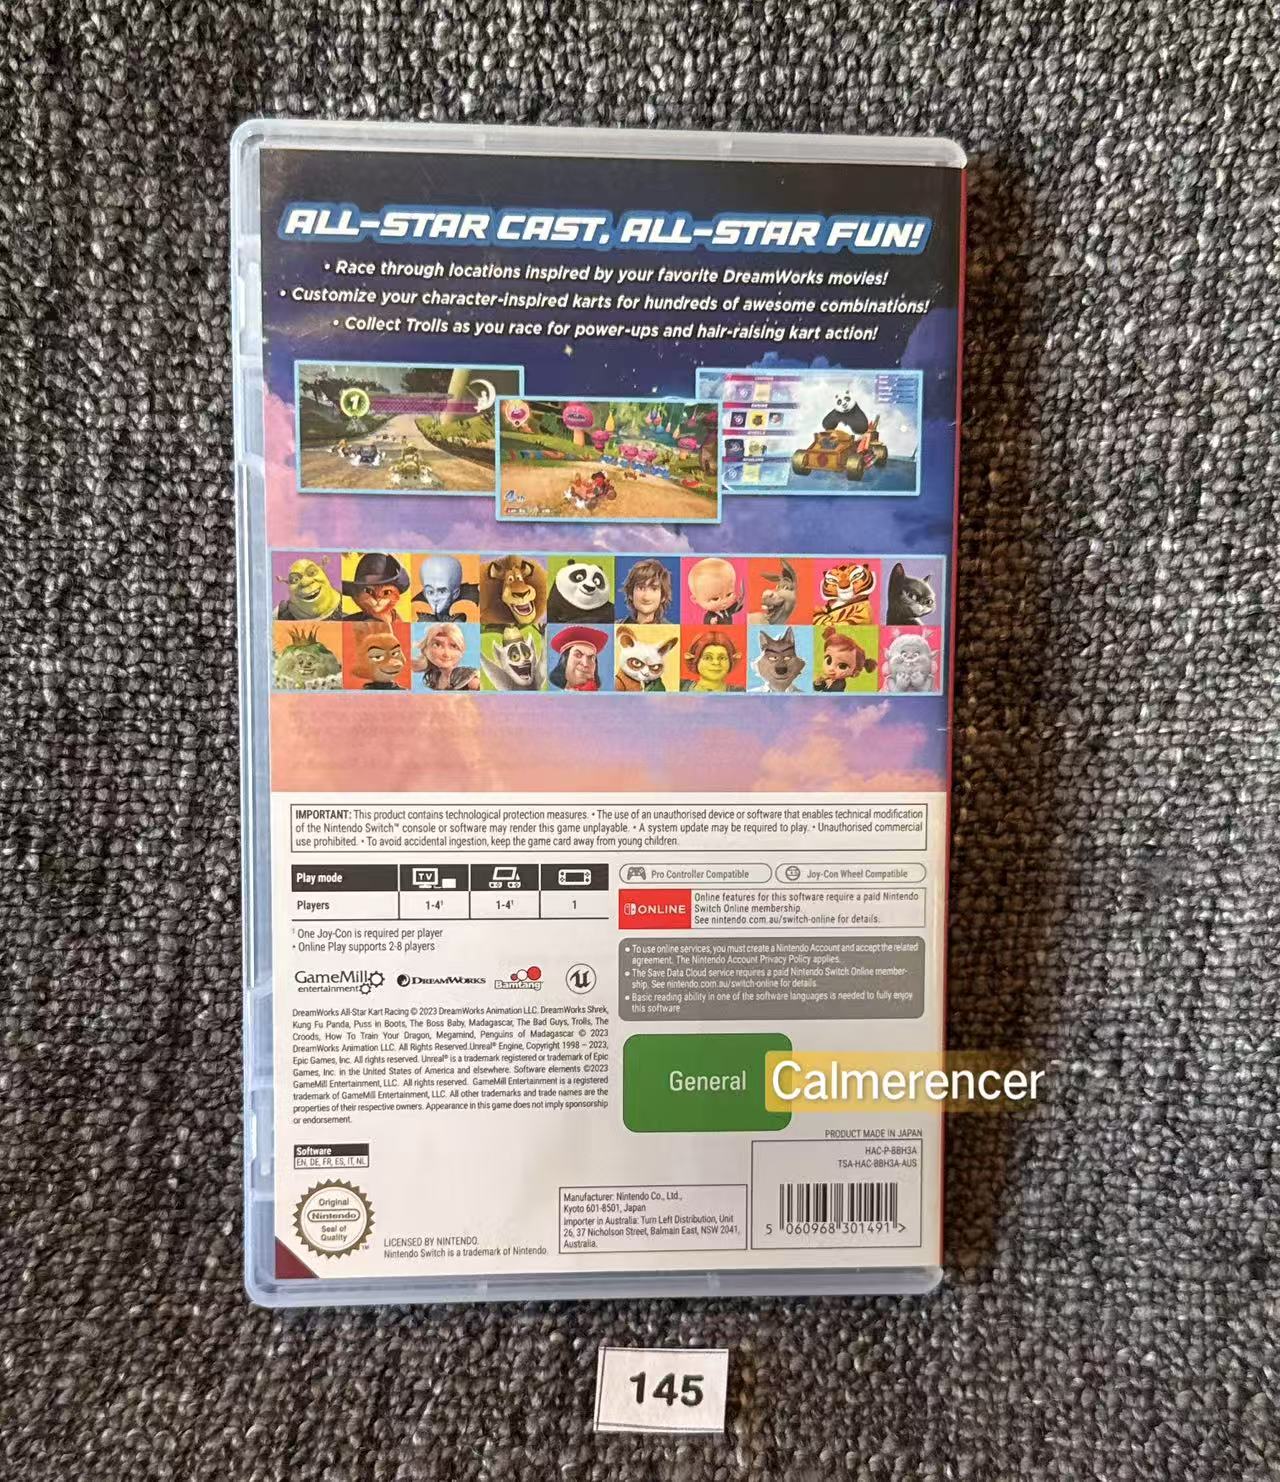 ALL-STAR CAST, ALL-STAR FUN!
• Race through locations inspired by your favorite DreamWorks movies!
• Customize your character-inspired karts for hundreds of awesome combinations!
• Collect Trolls as you race for power-ups and hair-raising kart action!
1
IMPORTANT: This product contains technological protection measures. • The use of an unauthorised device or software that enables technical modification
of the Nintendo Switch™ console or software may render this game unplayable. • A system update may be required to play. • Unauthorised commercial
use prohibited. • To avoid accidental ingestion, keep the game card away from young children.
Play mode TV
Players 1-4¹ 1-4¹ 1
¹ One Joy-Con is required per player
• Online Play supports 2-8 players
Pro Controller Compatible Joy-Con Wheel Compatible
ONLINE
Online features for this software require a paid Nintendo
Switch Online membership.
See nintendo.com.au/switch-online for details.
• To use online services, you must create a Nintendo Account and accept the related
agreement. The Nintendo Account Privacy Policy applies.
• The Save Data Cloud service requires a paid Nintendo Switch Online member-
ship. See nintendo.com.au/switch-online for details.
• Basic reading ability in one of the software languages is needed to fully enjoy
this software
GameMill entertainment DREAMWORKS Bamtang U
DreamWorks All-Star Kart Racing © 2023 DreamWorks Animation LLC. DreamWorks Shrek,
Kung Fu Panda, Puss in Boots, The Boss Baby, Madagascar, The Bad Guys, Trolls, The
Croods, How To Train Your Dragon, Megamind, Penguins of Madagascar © 2023
DreamWorks Animation LLC. All Rights Reserved.Unreal® Engine, Copyright 1998 – 2023,
Epic Games, Inc. All rights reserved. Unreal® is a trademark registered or trademark of Epic
Games, Inc. in the United States of America and elsewhere. Software elements ©2023
GameMill Entertainment, LLC. All rights reserved. GameMill Entertainment is a registered
trademark of GameMill Entertainment, LLC. All other trademarks and trade names are the
properties of their respective owners. Appearance in this game does not imply sponsorship
or endorsement.
General
Calmerencer
PRODUCT MADE IN JAPAN
HAC-P-BBH3A
TSA-HAC-BBH3A-AUS
5 060968 301491 >
Software
EN, DE, FR, ES, IT, NL
Original
Nintendo
Seal of
Quality
TM
LICENSED BY NINTENDO.
Nintendo Switch is a trademark of Nintendo.
Manufacturer: Nintendo Co., Ltd.,
Kyoto 601-8501, Japan
Importer in Australia: Turn Left Distribution, Unit
26, 37 Nicholson Street, Balmain East, NSW 2041,
Australia.
145